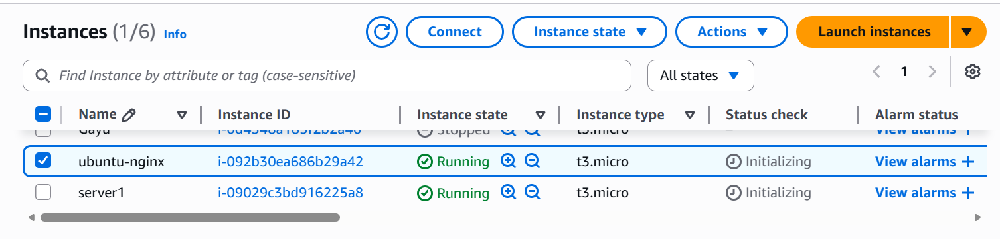 Instances (1/6) Info Connect Instance state Actions Launch instances
Find Instance by attribute or tag (case-sensitive) All states 1
Name Instance ID Instance state Instance type Status check Alarm status
Gayu Stopped t3.micro View alarms +
ubuntu-nginx i-092b30ea686b29a42 Running t3.micro Initializing View alarms +
server1 i-09029c3bd916225a8 Running t3.micro Initializing View alarms +